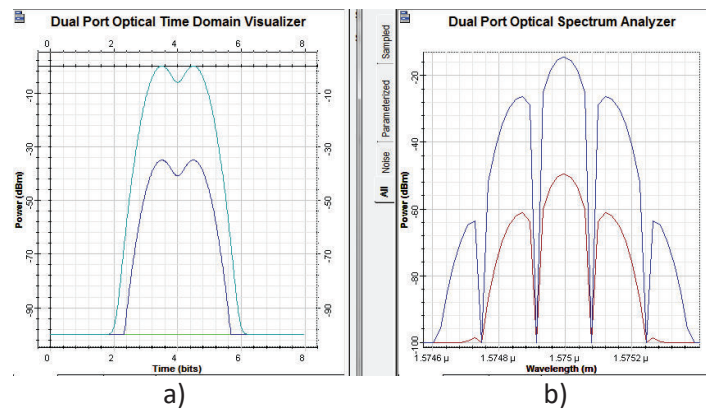 Dual Port Optical Time Domain Visualizer
0 2 4 6 8
Power (dBm)
-10
-30
-50
-70
-90
-10
-30
-50
-70
-90
0 2 4 6 8
Time (bits)
a)
Sampled
Parameterized
Noise
All
Dual Port Optical Spectrum Analyzer
Power (dBm)
-20
-40
-60
-80
-100
1.5746 µ 1.5748 µ 1.575 µ 1.5752 µ
Wavelength (m)
b)